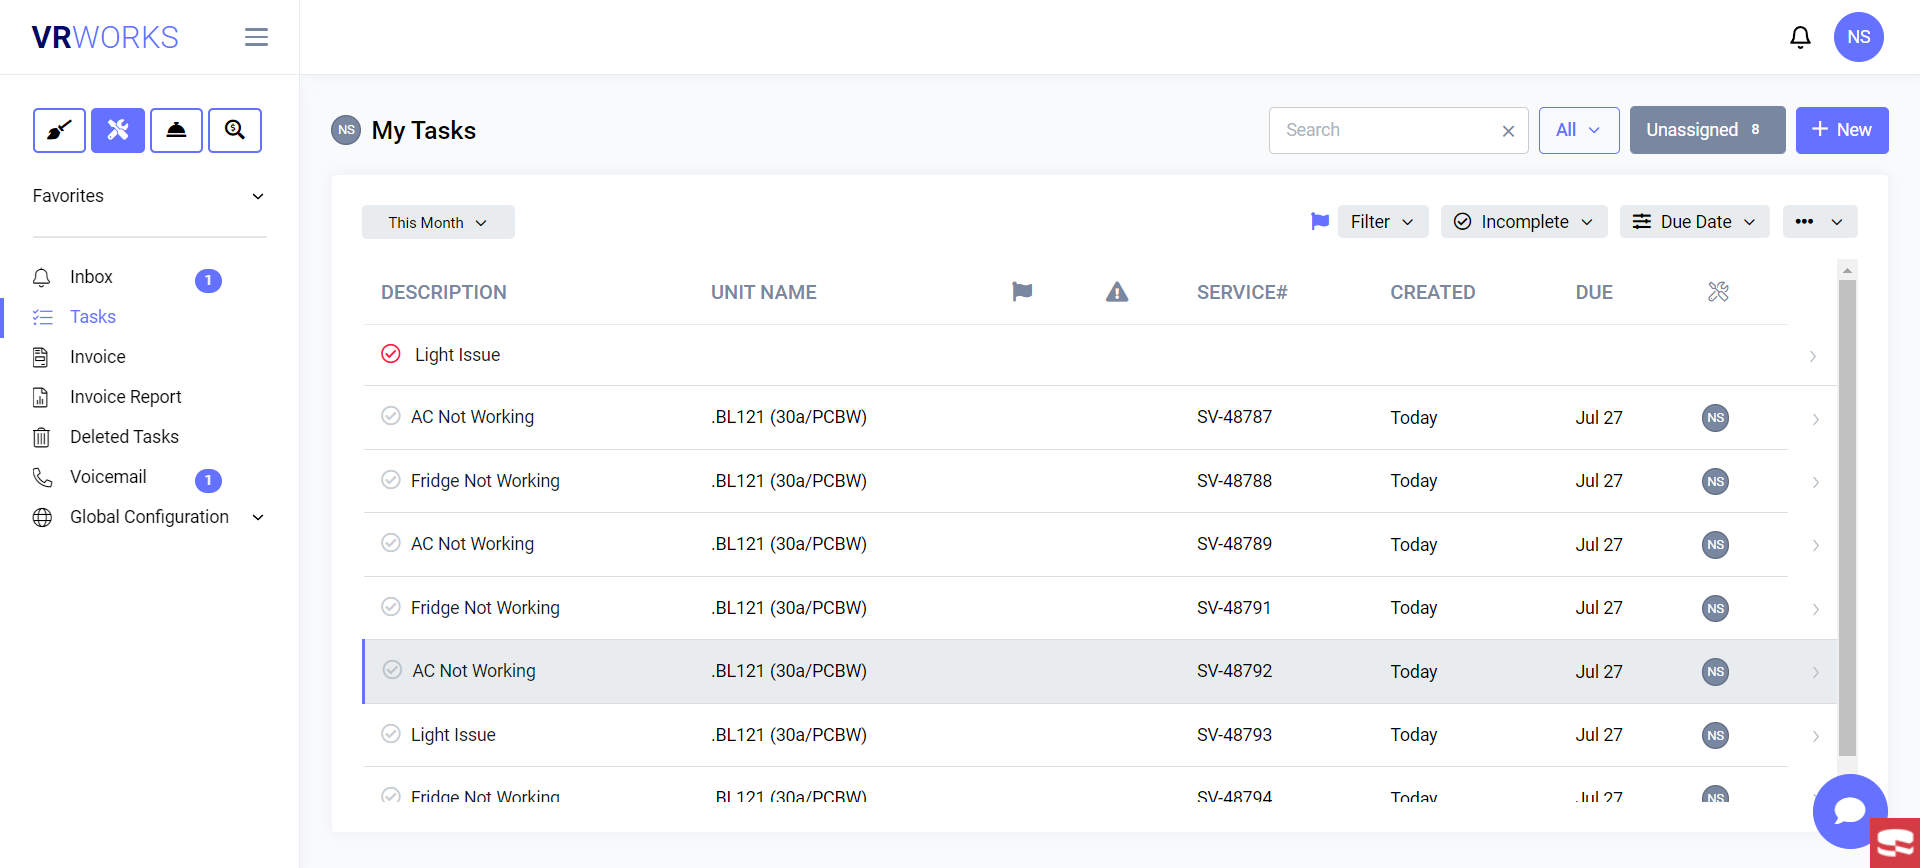 VRWORKS
NS
NS My Tasks
Search
All
Unassigned 8
+ New
Favorites
Inbox 1
Tasks
Invoice
Invoice Report
Deleted Tasks
Voicemail 1
Global Configuration
This Month
Filter
Incomplete
Due Date
DESCRIPTION UNIT NAME SERVICE# CREATED DUE
Light Issue
AC Not Working .BL121 (30a/PCBW) SV-48787 Today Jul 27 NS
Fridge Not Working .BL121 (30a/PCBW) SV-48788 Today Jul 27 NS
AC Not Working .BL121 (30a/PCBW) SV-48789 Today Jul 27 NS
Fridge Not Working .BL121 (30a/PCBW) SV-48791 Today Jul 27 NS
AC Not Working .BL121 (30a/PCBW) SV-48792 Today Jul 27 NS
Light Issue .BL121 (30a/PCBW) SV-48793 Today Jul 27 NS
Fridge Not Working .BL121 (30a/PCBW) SV-48794 Today Jul 27 NS